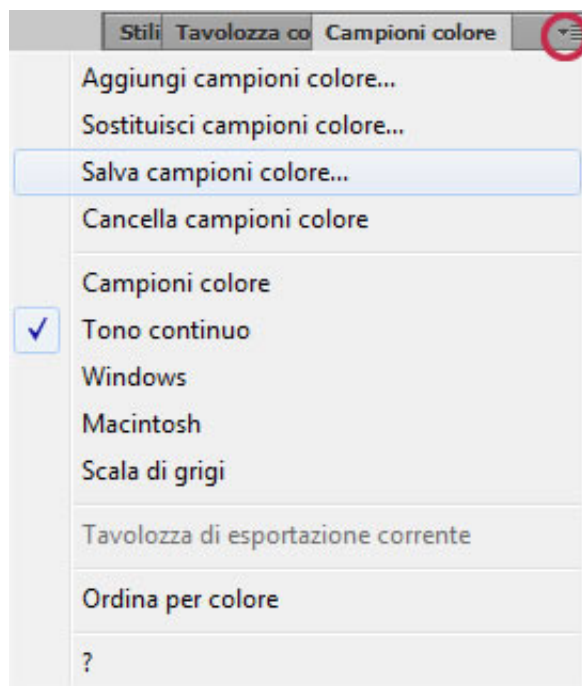 Stili Tavolozza co Campioni colore
Aggiungi campioni colore...
Sostituisci campioni colore...
Salva campioni colore...
Cancella campioni colore
Campioni colore
Tono continuo
Windows
Macintosh
Scala di grigi
Tavolozza di esportazione corrente
Ordina per colore
?